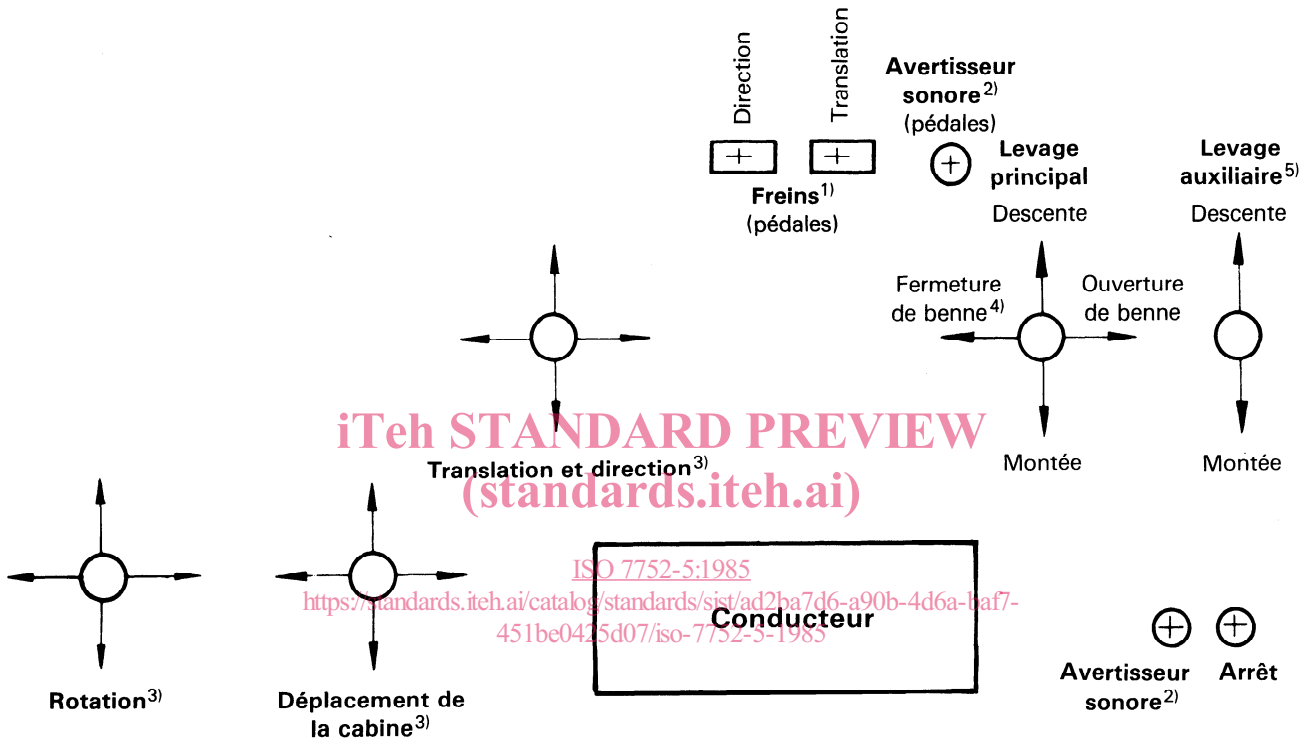 Direction
Translation
Avertisseur
sonore2)
(pédales)
Freins1)
(pédales)
Levage
principal
Descente
Levage
auxiliaire5)
Descente
Fermeture
de benne4)
Ouverture
de benne
Montée
Montée
iTeh STANDARD PREVIEW
Translation et direction3)
(standards.iteh.ai)
ISO 7752-5:1985
https://standards.iteh.ai/catalog/standards/sist/ad2ba7d6-a90b-4d6a-baf7-
451be0425d07/iso-7752-5-1985
Conducteur
Rotation3)
Déplacement de
la cabine3)
Avertisseur
sonore2)
Arrêt